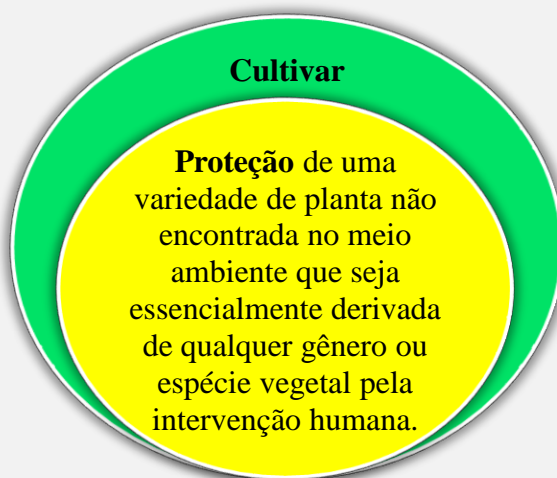 Cultivar
Proteção de uma
variedade de planta não
encontrada no meio
ambiente que seja
essencialmente derivada
de qualquer gênero ou
espécie vegetal pela
intervenção humana.